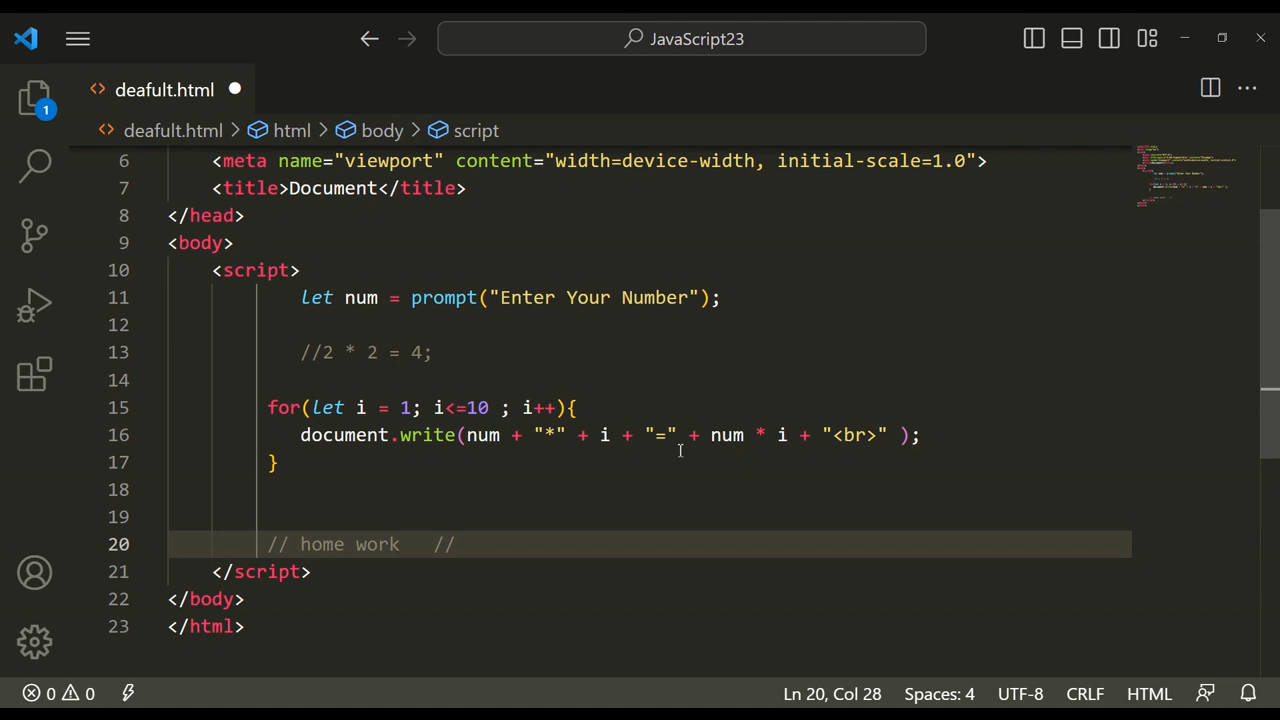 JavaScript23
deafult.html
1
deafult.html > html > body > script
6 <meta name="viewport" content="width=device-width, initial-scale=1.0">
7 <title>Document</title>
8 </head>
9 <body>
10 <script>
11 let num = prompt("Enter Your Number");
12
13 //2 * 2 = 4;
14
15 for(let i = 1; i<=10 ; i++){
16 document.write(num + "*" + i + "=" + num * i + "<br>" );
17 }
18
19
20 // home work //
21 </script>
22 </body>
23 </html>
0 0 Ln 20, Col 28 Spaces: 4 UTF-8 CRLF HTML